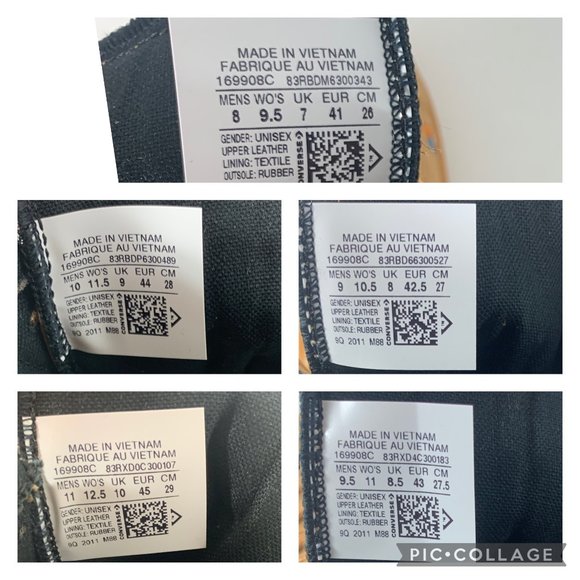 MADE IN VIETNAM
FABRIQUE AU VIETNAM
169908C 83RBDM6300343
MENS WO'S UK EUR CM
8 9.5 7 41 26
GENDER: UNISEX
UPPER LEATHER
LINING: TEXTILE
OUTSOLE: RUBBER
CONVERSE
MADE IN VIETNAM
FABRIQUE AU VIETNAM
169908C 83RBDP6300489
MENS WO'S UK EUR CM
10 11.5 9 44 28
GENDER: UNISEX
UPPER LEATHER
LINING: TEXTILE
OUTSOLE: RUBBER
9Q 2011 M88
CONVERSE
MADE IN VIETNAM
FABRIQUE AU VIETNAM
169908C 83RBD66300527
MENS WO'S UK EUR CM
9 10.5 8 42.5 27
GENDER: UNISEX
UPPER LEATHER
LINING: TEXTILE
OUTSOLE: RUBBER
9Q 2011 M88
CONVERSE
MADE IN VIETNAM
FABRIQUE AU VIETNAM
169908C 83RXD0C300107
MENS WO'S UK EUR CM
11 12.5 10 45 29
GENDER: UNISEX
UPPER LEATHER
LINING: TEXTILE
OUTSOLE: RUBBER
9Q 2011 M88
CONVERSE
MADE IN VIETNAM
FABRIQUE AU VIETNAM
169908C 83RXD4C300183
MENS WO'S UK EUR CM
9.5 11 8.5 43 27.5
GENDER: UNISEX
UPPER LEATHER
LINING: TEXTILE
OUTSOLE: RUBBER
9Q 2011 M88
CONVERSE
PIC•COLLAGE